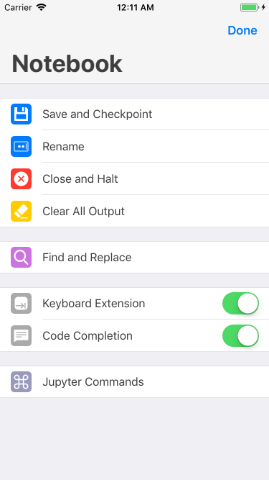 Carrier 12:11 AM
Done
Notebook
Save and Checkpoint
Rename
Close and Halt
Clear All Output
Find and Replace
Keyboard Extension
Code Completion
Jupyter Commands